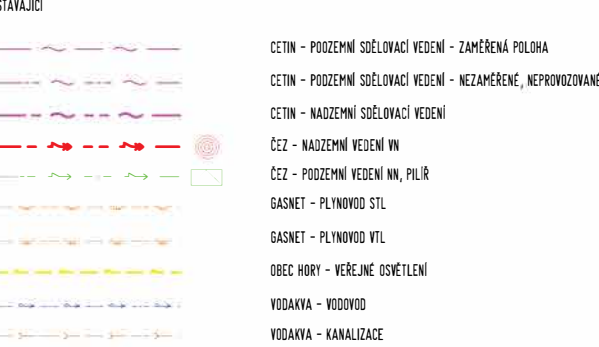 STÁVAJÍCÍ
CETIN - POOZEMNÍ SDĚLOVACÍ VEDENÍ - ZAMĚŘENÁ POLOHA
CETIN - PODZEMNÍ SDĚLOVACÍ VEDENÍ - NEZAMĚŘENÉ, NEPROVOZOVANÉ
CETIN - NADZEMNÍ SDĚLOVACÍ VEDENÍ
ČEZ - NADZEMNÍ VEDENÍ VN
ČEZ - PODZEMNÍ VEDENÍ NN, PILÍŘ
GASNET - PLYNOVOD STL
GASNET - PLYNOVOD VTL
OBEC HORY - VEŘEJNÉ OSVĚTLENÍ
VODAKVA - VODOVOD
VODAKVA - KANALIZACE